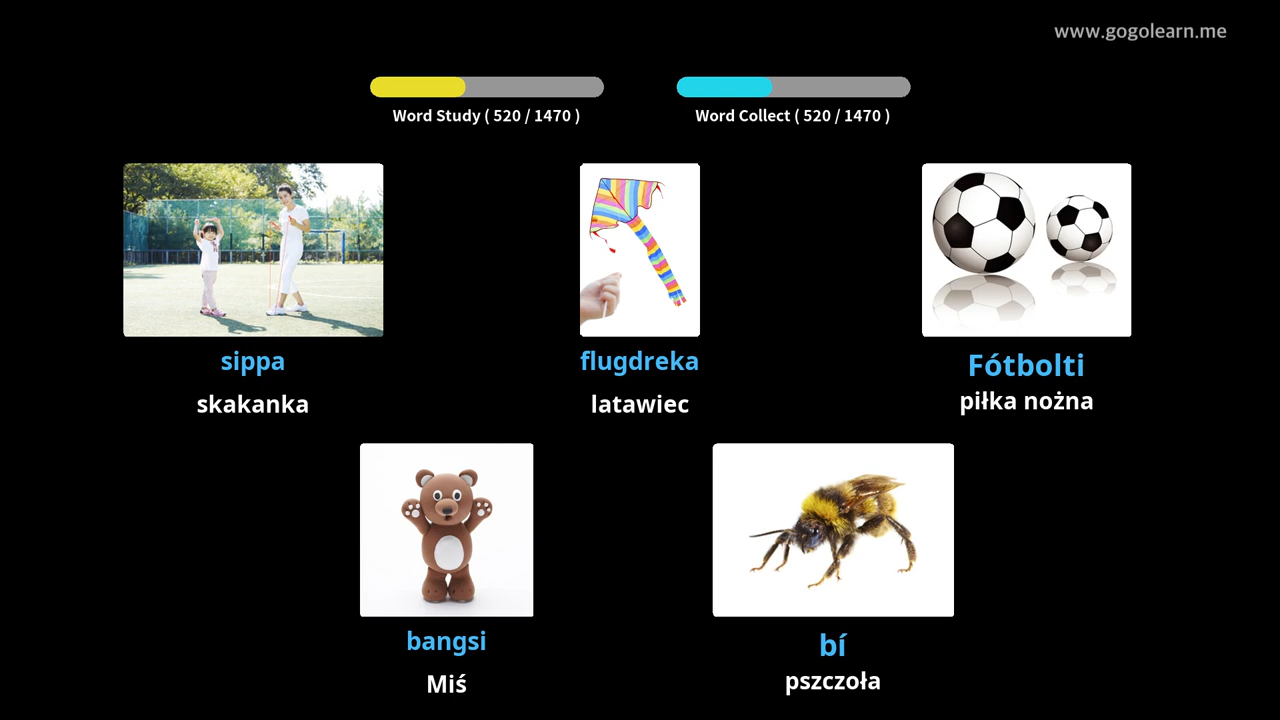 www.gogolearn.me
Word Study ( 520 / 1470 )
Word Collect ( 520 / 1470 )
sippa
skakanka
flugdreka
latawiec
Fótbolti
piłka nożna
bangsi
Miś
bí
pszczoła